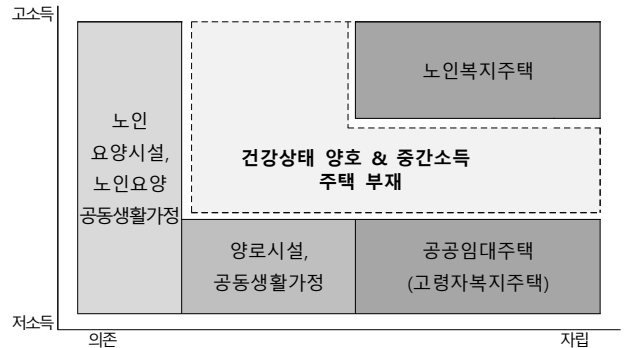 고소득
노인복지주택
노인
요양시설,
노인요양
공동생활가정
건강상태 양호 & 중간소득
주택 부재
양로시설,
공동생활가정
공공임대주택
(고령자복지주택)
저소득
의존
자립